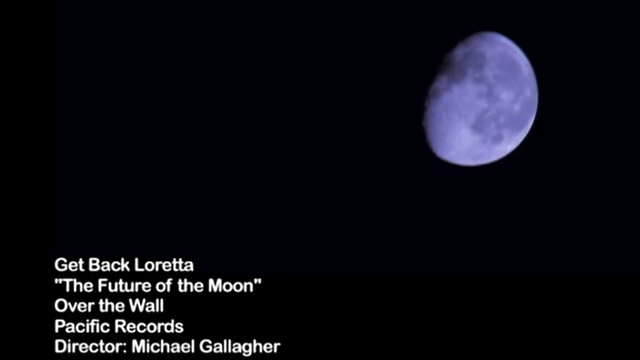 Get Back Loretta
"The Future of the Moon"
Over the Wall
Pacific Records
Director: Michael Gallagher